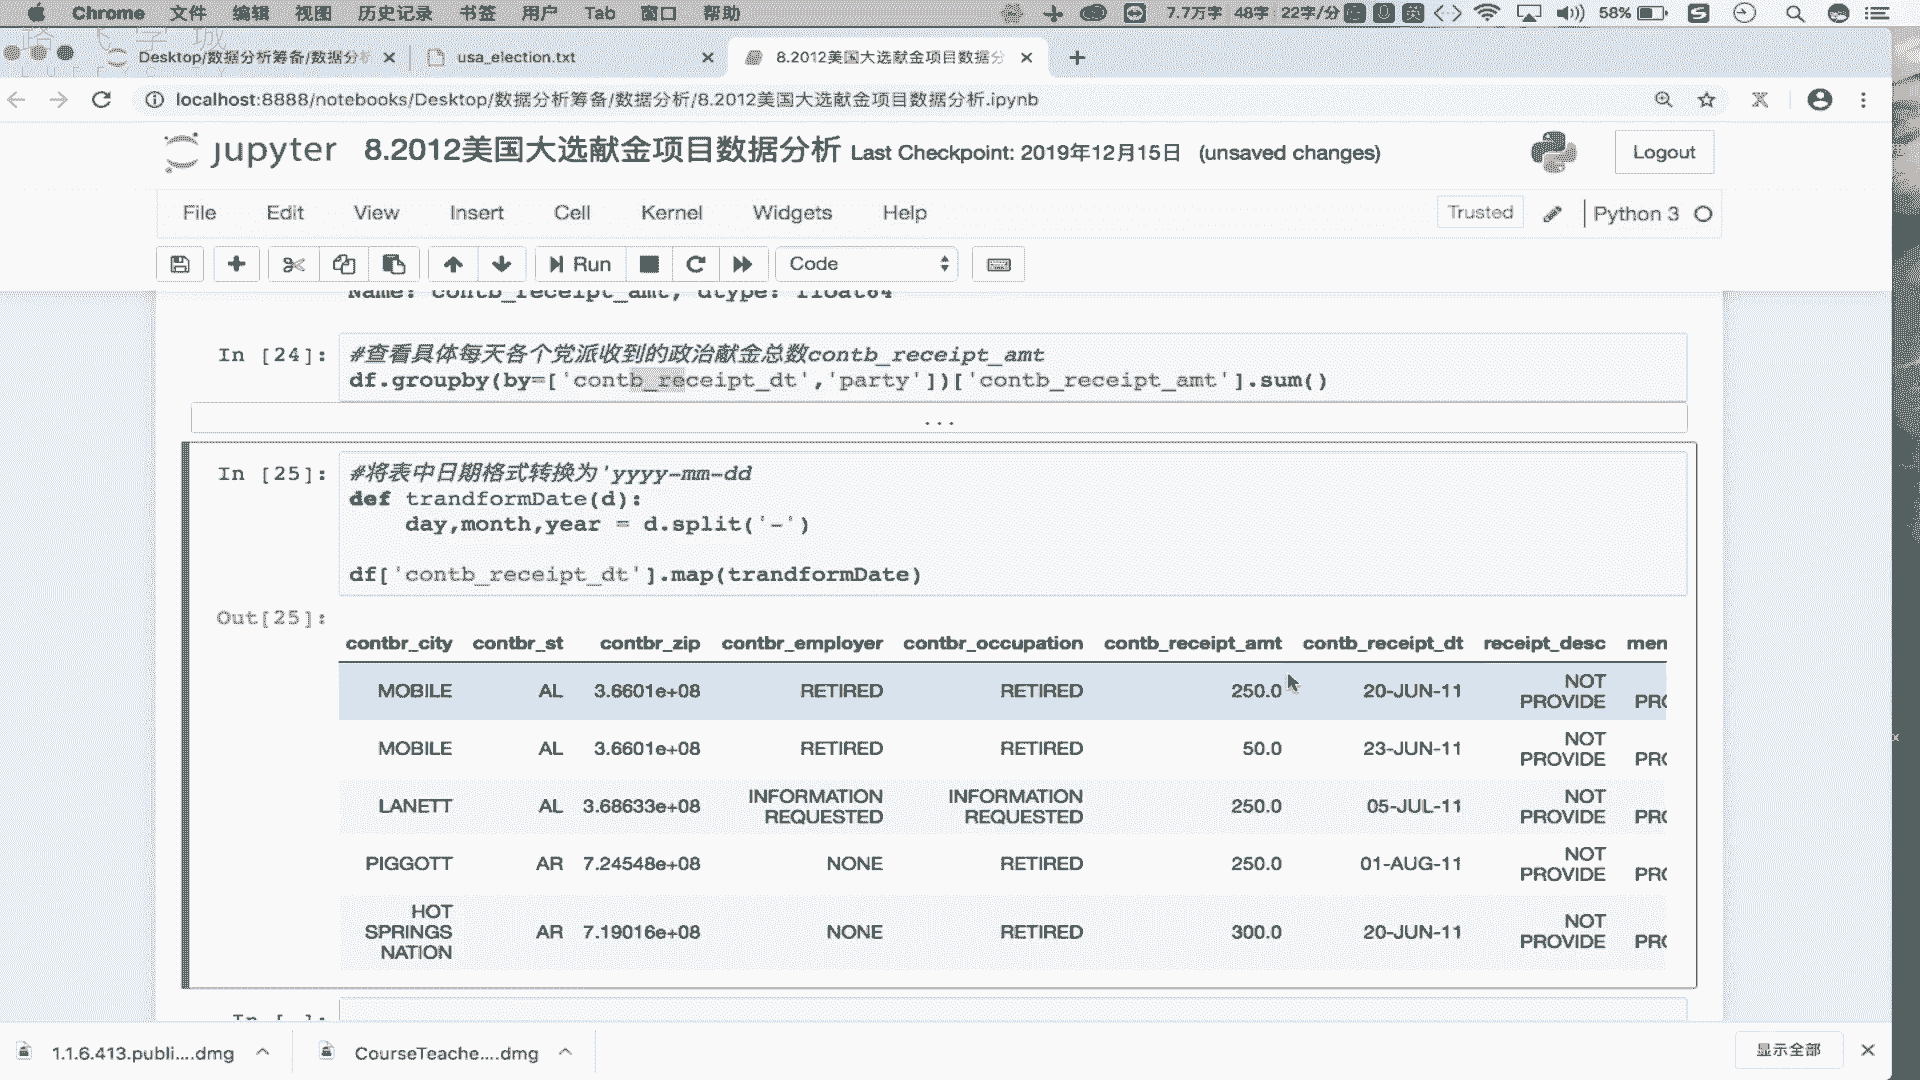 Chrome 文件 编辑 视图 历史记录 书签 用户 Tab 窗口 帮助 7.7万字 48字 22字/分 英 58%
Desktop/数据分析筹备/数据分析 usa_election.txt 8.2012美国大选献金项目数据分
localhost:8888/notebooks/Desktop/数据分析筹备/数据分析/8.2012美国大选献金项目数据分析.ipynb
jupyter 8.2012美国大选献金项目数据分析 Last Checkpoint: 2019年12月15日 (unsaved changes) Logout
File Edit View Insert Cell Kernel Widgets Help Trusted Python 3
Run Code
Name: contb_receipt_amt, dtype: float64
In [24]: #查看具体每天各个党派收到的政治献金总数contb_receipt_amt
df.groupby(by=['contb_receipt_dt','party'])['contb_receipt_amt'].sum()
...
In [25]: #将表中日期格式转换为'yyyy-mm-dd
def trandformDate(d):
day,month,year = d.split('-')
df['contb_receipt_dt'].map(trandformDate)
Out[25]:
contbr_city contbr_st contbr_zip contbr_employer contbr_occupation contb_receipt_amt contb_receipt_dt receipt_desc men
MOBILE AL 3.6601e+08 RETIRED RETIRED 250.0 20-JUN-11 NOT PROVIDE PRO
MOBILE AL 3.6601e+08 RETIRED RETIRED 50.0 23-JUN-11 NOT PROVIDE PRO
LANETT AL 3.68633e+08 INFORMATION REQUESTED INFORMATION REQUESTED 250.0 05-JUL-11 NOT PROVIDE PRO
PIGGOTT AR 7.24548e+08 NONE RETIRED 250.0 01-AUG-11 NOT PROVIDE PRO
HOT SPRINGS NATION AR 7.19016e+08 NONE RETIRED 300.0 20-JUN-11 NOT PROVIDE PRO
In [ ]:
1.1.6.413.publi....dmg CourseTeache....dmg 显示全部